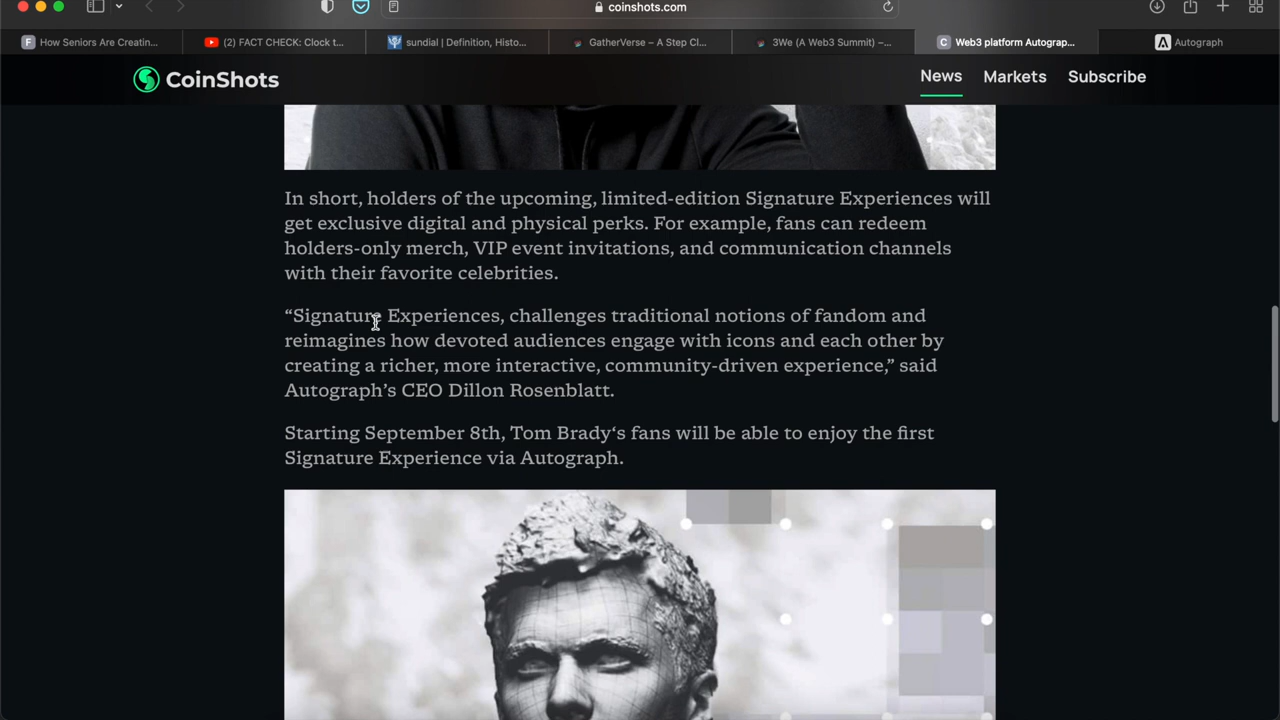 coinshots.com
How Seniors Are Creatin...
(2) FACT CHECK: Clock t...
sundial | Definition, Histo...
GatherVerse – A Step Cl...
3We (A Web3 Summit) –...
Web3 platform Autograp...
Autograph
CoinShots
News
Markets
Subscribe
In short, holders of the upcoming, limited-edition Signature Experiences will
get exclusive digital and physical perks. For example, fans can redeem
holders-only merch, VIP event invitations, and communication channels
with their favorite celebrities.
“Signature Experiences, challenges traditional notions of fandom and
reimagines how devoted audiences engage with icons and each other by
creating a richer, more interactive, community-driven experience,” said
Autograph’s CEO Dillon Rosenblatt.
Starting September 8th, Tom Brady‘s fans will be able to enjoy the first
Signature Experience via Autograph.